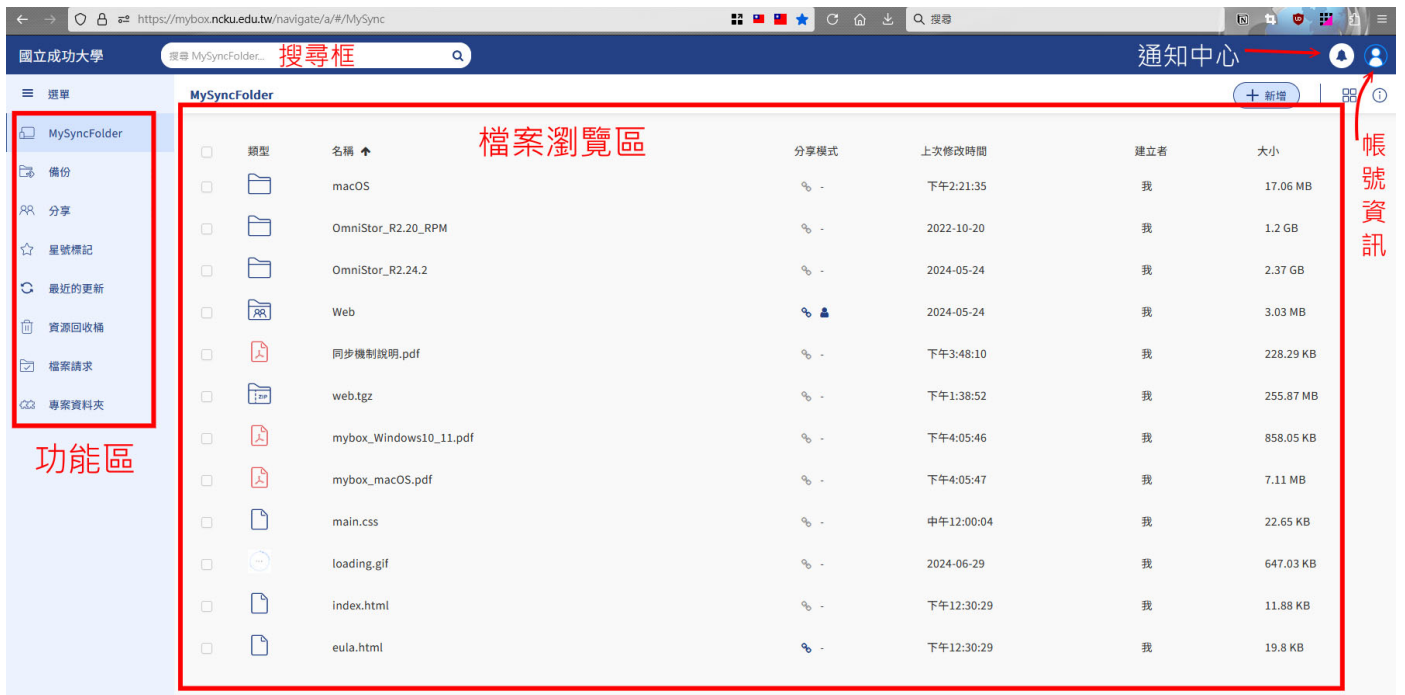 https://mybox.ncku.edu.tw/navigate/a/#/MySync
搜尋
國立成功大學
搜尋 MySyncFolder...
搜尋框
通知中心
選單
MySyncFolder
新增
MySyncFolder
備份
分享
星號標記
最近的更新
資源回收桶
檔案請求
專案資料夾
功能區
檔案瀏覽區
帳號資訊
類型 名稱 分享模式 上次修改時間 建立者 大小
macOS - 下午2:21:35 我 17.06 MB
OmniStor_R2.20_RPM - 2022-10-20 我 1.2 GB
OmniStor_R2.24.2 - 2024-05-24 我 2.37 GB
Web 2024-05-24 我 3.03 MB
同步機制說明.pdf - 下午3:48:10 我 228.29 KB
ZIP web.tgz - 下午1:38:52 我 255.87 MB
mybox_Windows10_11.pdf - 下午4:05:46 我 858.05 KB
mybox_macOS.pdf - 下午4:05:47 我 7.11 MB
main.css - 中午12:00:04 我 22.65 KB
loading.gif - 2024-06-29 我 647.03 KB
index.html - 下午12:30:29 我 11.88 KB
eula.html - 下午12:30:29 我 19.8 KB